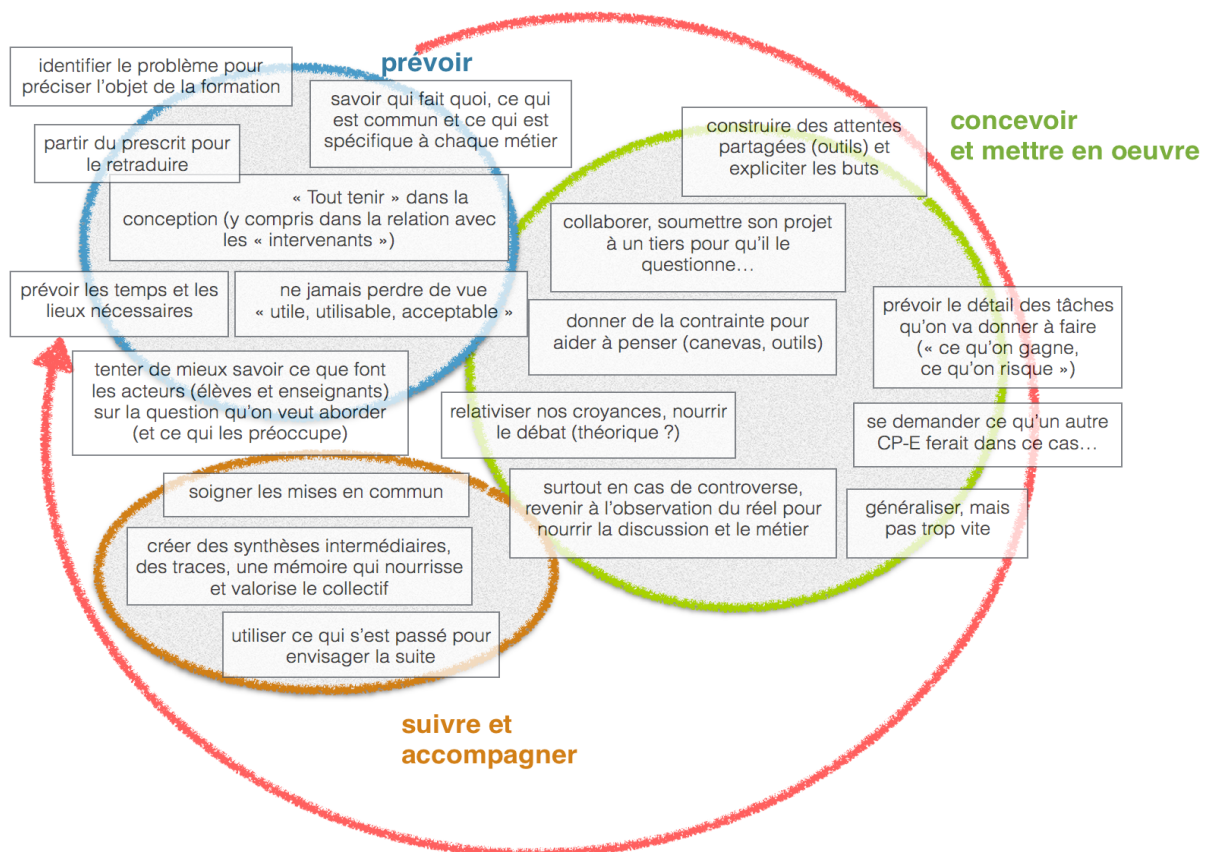 prévoir
identifier le problème pour
préciser l'objet de la formation
savoir qui fait quoi, ce qui
est commun et ce qui est
spécifique à chaque métier
partir du prescrit pour
le retraduire
« Tout tenir » dans la
conception (y compris dans la relation avec
les « intervenants »)
prévoir les temps et les
lieux nécessaires
ne jamais perdre de vue
« utile, utilisable, acceptable »
tenter de mieux savoir ce que font
les acteurs (élèves et enseignants)
sur la question qu'on veut aborder
(et ce qui les préoccupe)
concevoir
et mettre en oeuvre
construire des attentes
partagées (outils) et
expliciter les buts
collaborer, soumettre son projet
à un tiers pour qu'il le
questionne…
donner de la contrainte pour
aider à penser (canevas, outils)
prévoir le détail des tâches
qu'on va donner à faire
(« ce qu'on gagne,
ce qu'on risque »)
relativiser nos croyances, nourrir
le débat (théorique ?)
se demander ce qu'un autre
CP-E ferait dans ce cas…
surtout en cas de controverse,
revenir à l'observation du réel pour
nourrir la discussion et le métier
généraliser, mais
pas trop vite
soigner les mises en commun
créer des synthèses intermédiaires,
des traces, une mémoire qui nourrisse
et valorise le collectif
utiliser ce qui s'est passé pour
envisager la suite
suivre et
accompagner